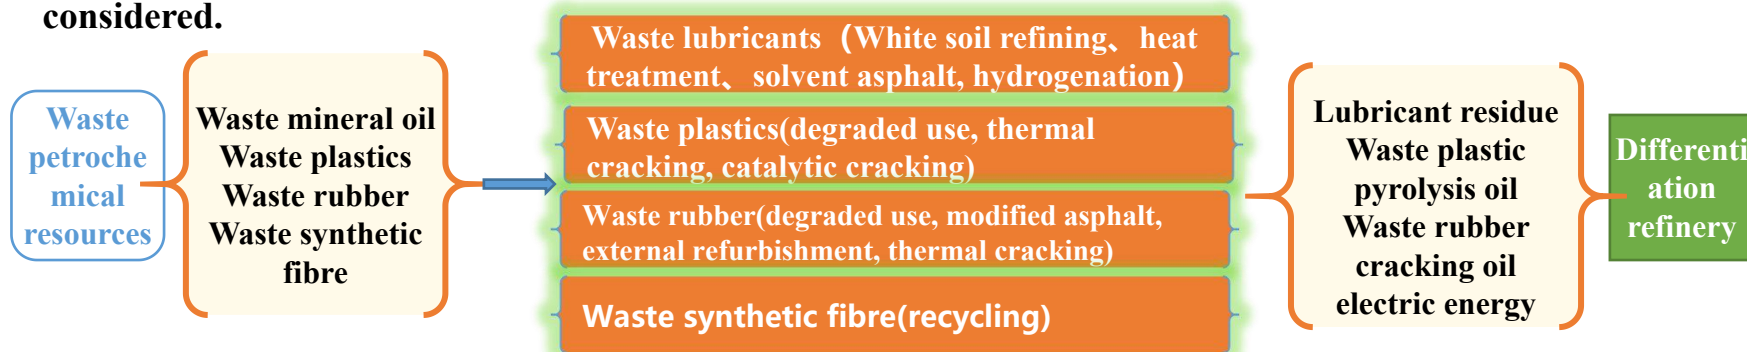 considered.
Waste
petroche
mical
resources
Waste mineral oil
Waste plastics
Waste rubber
Waste synthetic
fibre
Waste lubricants（White soil refining、heat
treatment、solvent asphalt, hydrogenation）
Waste plastics(degraded use, thermal
cracking, catalytic cracking)
Waste rubber(degraded use, modified asphalt,
external refurbishment, thermal cracking)
Waste synthetic fibre(recycling)
Lubricant residue
Waste plastic
pyrolysis oil
Waste rubber
cracking oil
electric energy
Differenti
ation
refinery